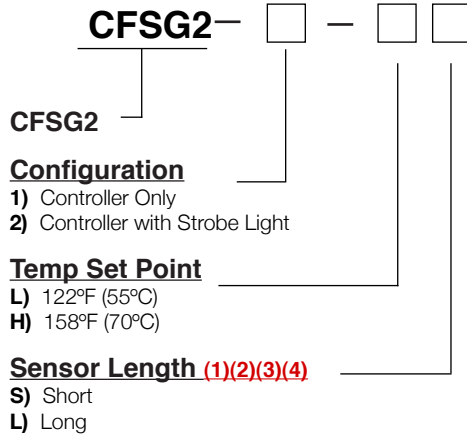 CFSG2– – 
CFSG2
Configuration
1) Controller Only
2) Controller with Strobe Light
Temp Set Point
L) 122ºF (55ºC)
H) 158ºF (70ºC)
Sensor Length (1)(2)(3)(4)
S) Short
L) Long